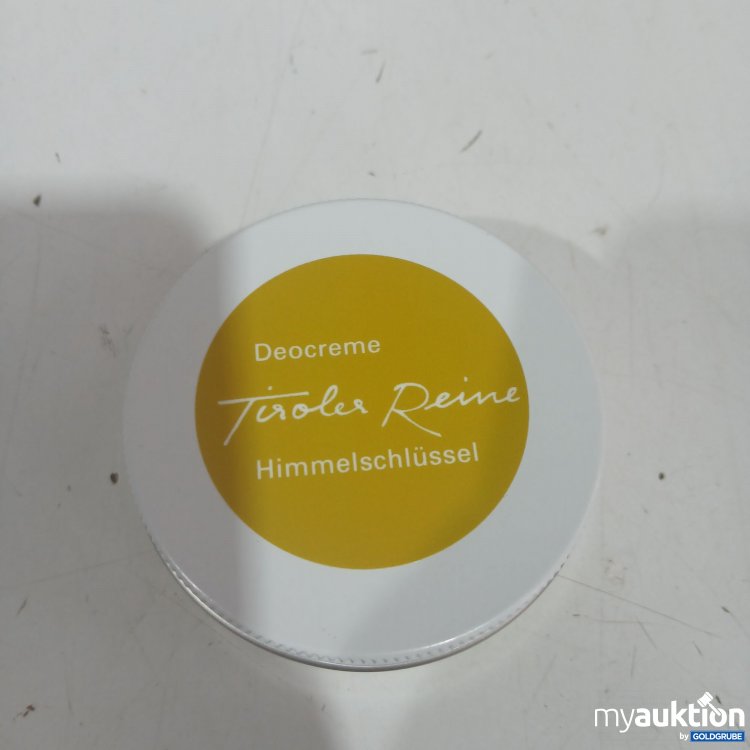 Deocreme
Tiroler Reine
Himmelschlüssel
myauktion
by GOLDGRUBE